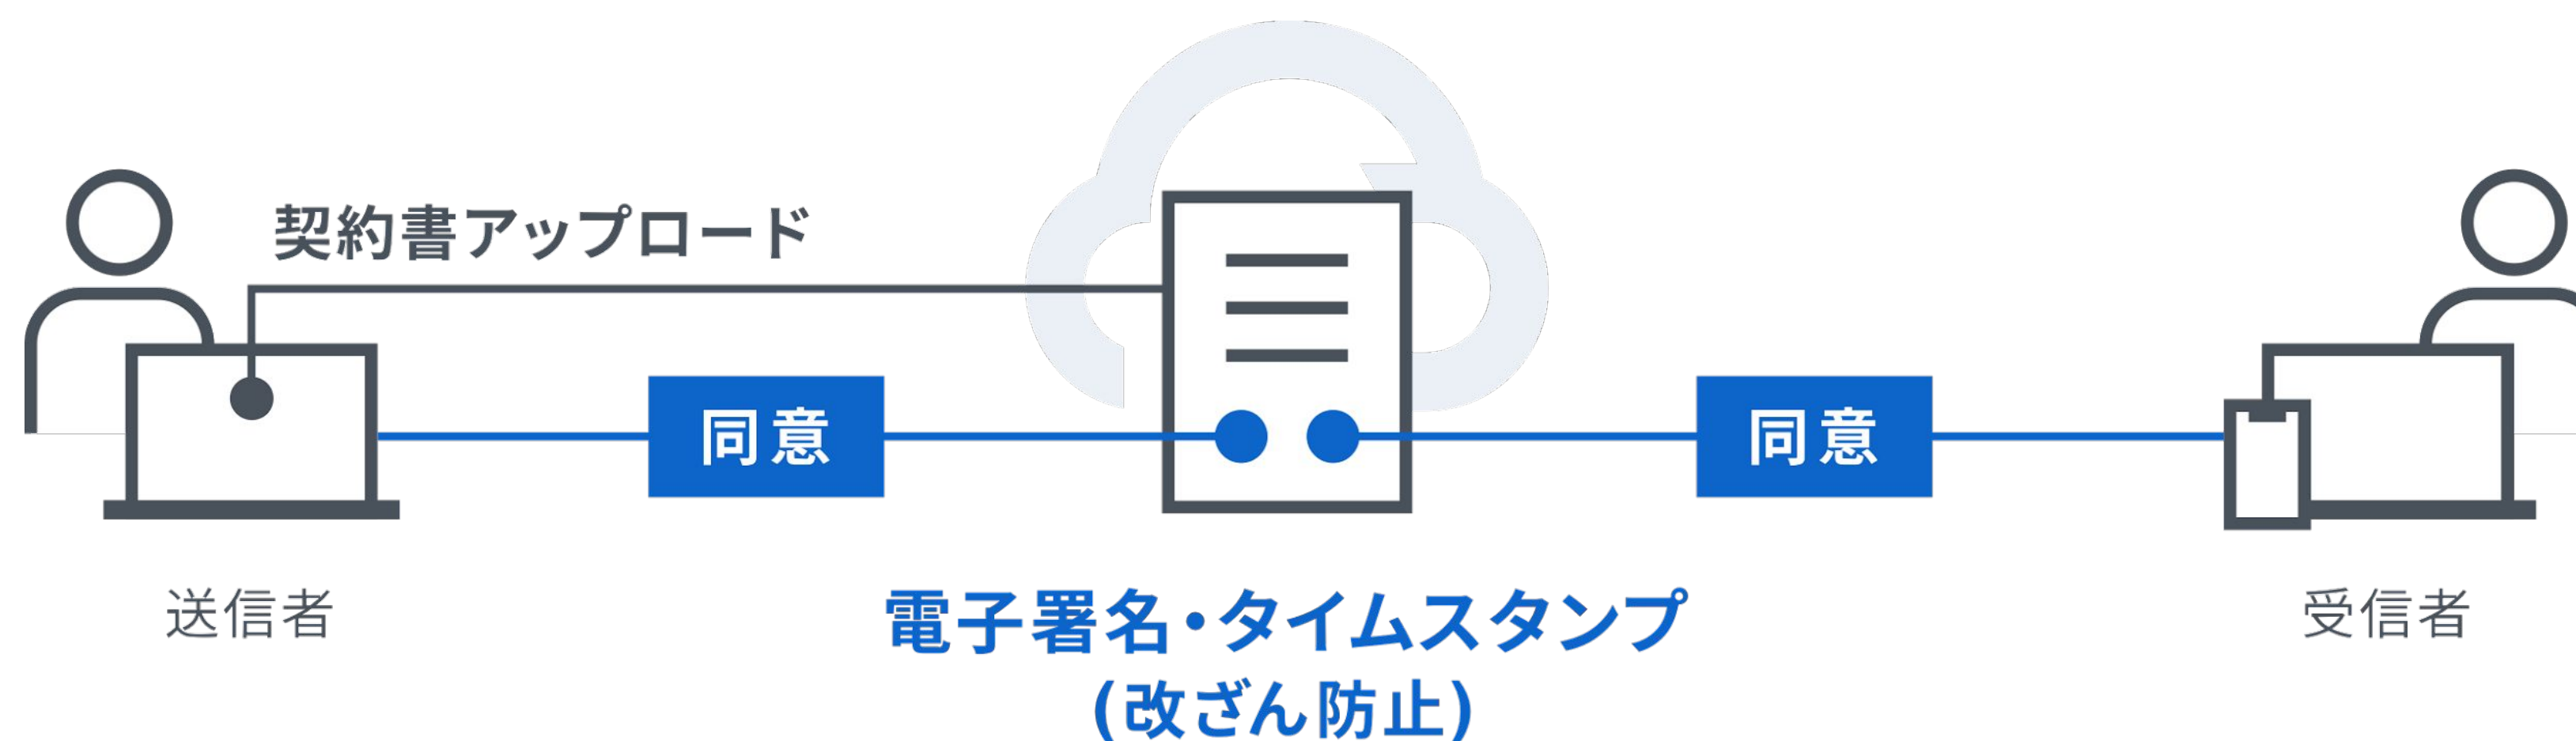 契約書アップロード
同意
同意
送信者
電子署名・タイムスタンプ
(改ざん防止)
受信者